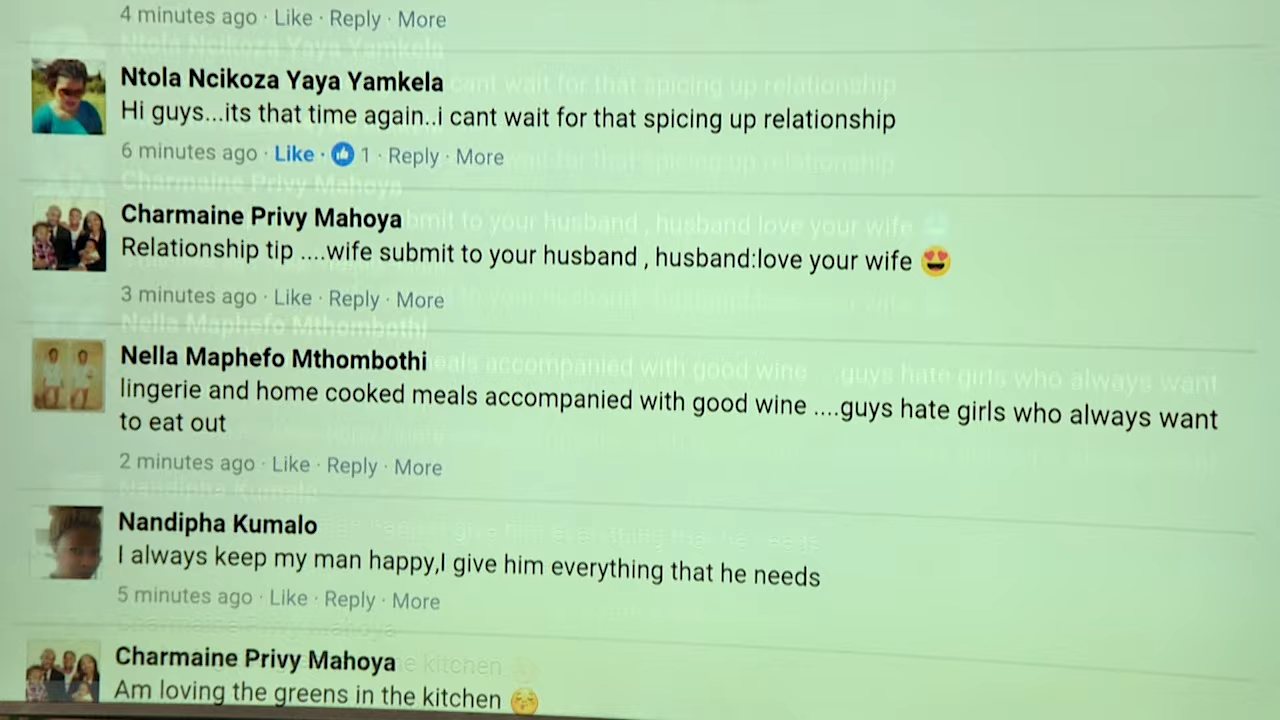 4 minutes ago · Like · Reply · More
Ntola Ncikoza Yaya Yamkela
Hi guys...its that time again..i cant wait for that spicing up relationship
6 minutes ago · Like · 1 · Reply · More
Charmaine Privy Mahoya
Relationship tip ....wife submit to your husband , husband:love your wife 😍
3 minutes ago · Like · Reply · More
Nella Maphefo Mthombothi
lingerie and home cooked meals accompanied with good wine ....guys hate girls who always want
to eat out
2 minutes ago · Like · Reply · More
Nandipha Kumalo
I always keep my man happy,I give him everything that he needs
5 minutes ago · Like · Reply · More
Charmaine Privy Mahoya
Am loving the greens in the kitchen 😚